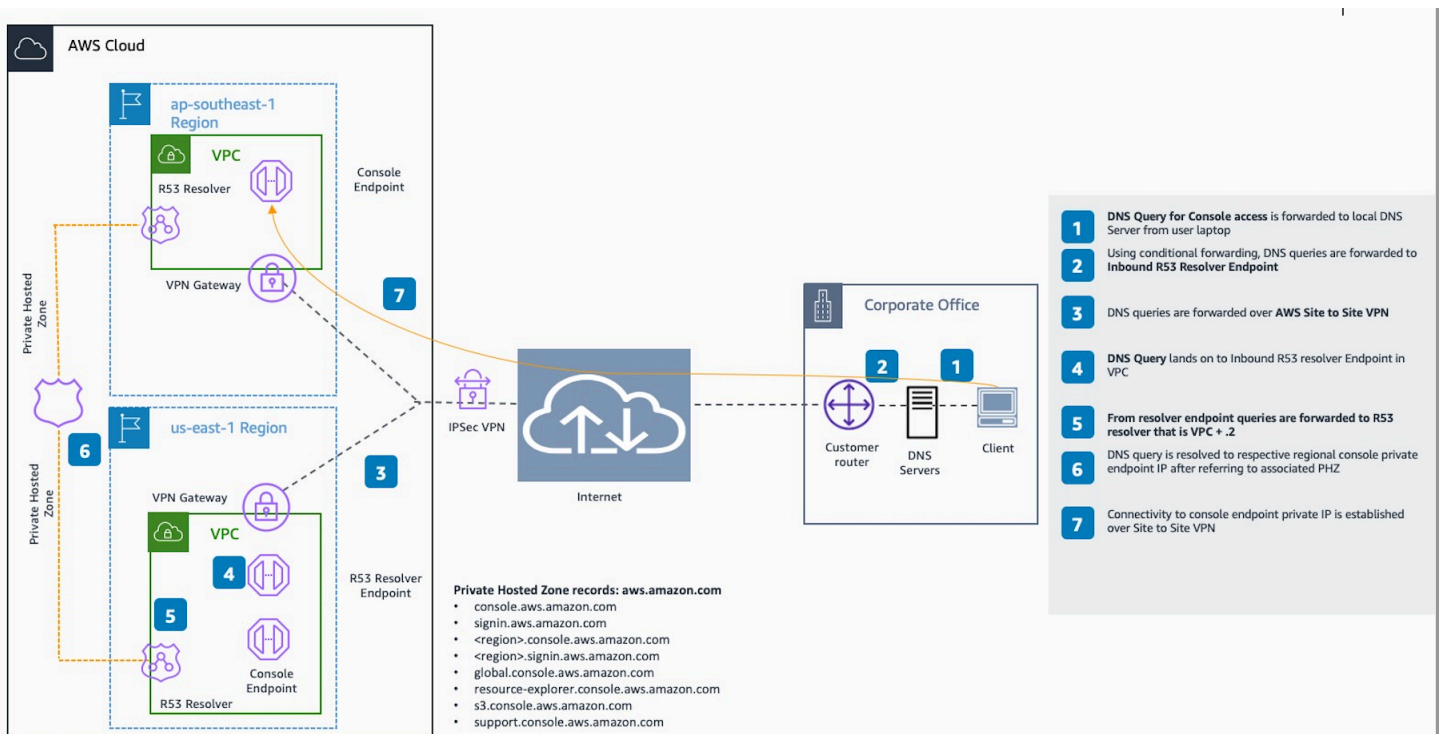 AWS Cloud
ap-southeast-1
Region
VPC
R53 Resolver
Console
Endpoint
VPN Gateway
Private Hosted
Zone
7
6
Private Hosted
Zone
us-east-1 Region
VPN Gateway
VPC
4
5
R53 Resolver
Endpoint
Console
Endpoint
R53 Resolver
3
IPSec VPN
Internet
Corporate Office
2
1
Customer
router
DNS
Servers
Client
Private Hosted Zone records: aws.amazon.com
• console.aws.amazon.com
• signin.aws.amazon.com
• <region>.console.aws.amazon.com
• <region>.signin.aws.amazon.com
• global.console.aws.amazon.com
• resource-explorer.console.aws.amazon.com
• s3.console.aws.amazon.com
• support.console.aws.amazon.com
1
DNS Query for Console access is forwarded to local DNS
Server from user laptop
2
Using conditional forwarding, DNS queries are forwarded to
Inbound R53 Resolver Endpoint
3
DNS queries are forwarded over AWS Site to Site VPN
4
DNS Query lands on to Inbound R53 resolver Endpoint in
VPC
5
From resolver endpoint queries are forwarded to R53
resolver that is VPC + .2
6
DNS query is resolved to respective regional console private
endpoint IP after referring to associated PHZ
7
Connectivity to console endpoint private IP is established
over Site to Site VPN